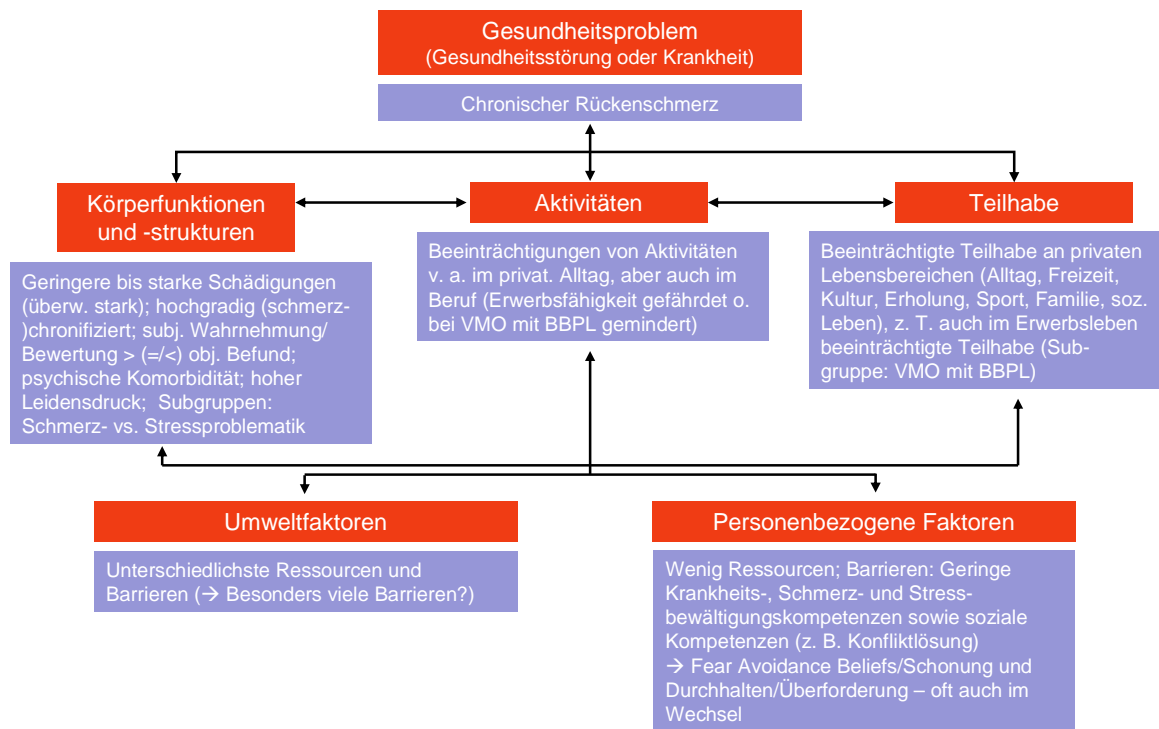 Gesundheitsproblem
(Gesundheitsstörung oder Krankheit)
Chronischer Rückenschmerz
Körperfunktionen
und -strukturen
Geringere bis starke Schädigungen
(überw. stark); hochgradig (schmerz-
)chronifiziert; subj. Wahrnehmung/
Bewertung > (=/<) obj. Befund;
psychische Komorbidität; hoher
Leidensdruck; Subgruppen:
Schmerz- vs. Stressproblematik
Aktivitäten
Beeinträchtigungen von Aktivitäten
v. a. im privat. Alltag, aber auch im
Beruf (Erwerbsfähigkeit gefährdet o.
bei VMO mit BBPL gemindert)
Teilhabe
Beeinträchtigte Teilhabe an privaten
Lebensbereichen (Alltag, Freizeit,
Kultur, Erholung, Sport, Familie, soz.
Leben), z. T. auch im Erwerbsleben
beeinträchtigte Teilhabe (Sub-
gruppe: VMO mit BBPL)
Umweltfaktoren
Unterschiedlichste Ressourcen und
Barrieren (→ Besonders viele Barrieren?)
Personenbezogene Faktoren
Wenig Ressourcen; Barrieren: Geringe
Krankheits-, Schmerz- und Stress-
bewältigungskompetenzen sowie soziale
Kompetenzen (z. B. Konfliktlösung)
→ Fear Avoidance Beliefs/Schonung und
Durchhalten/Überforderung – oft auch im
Wechsel